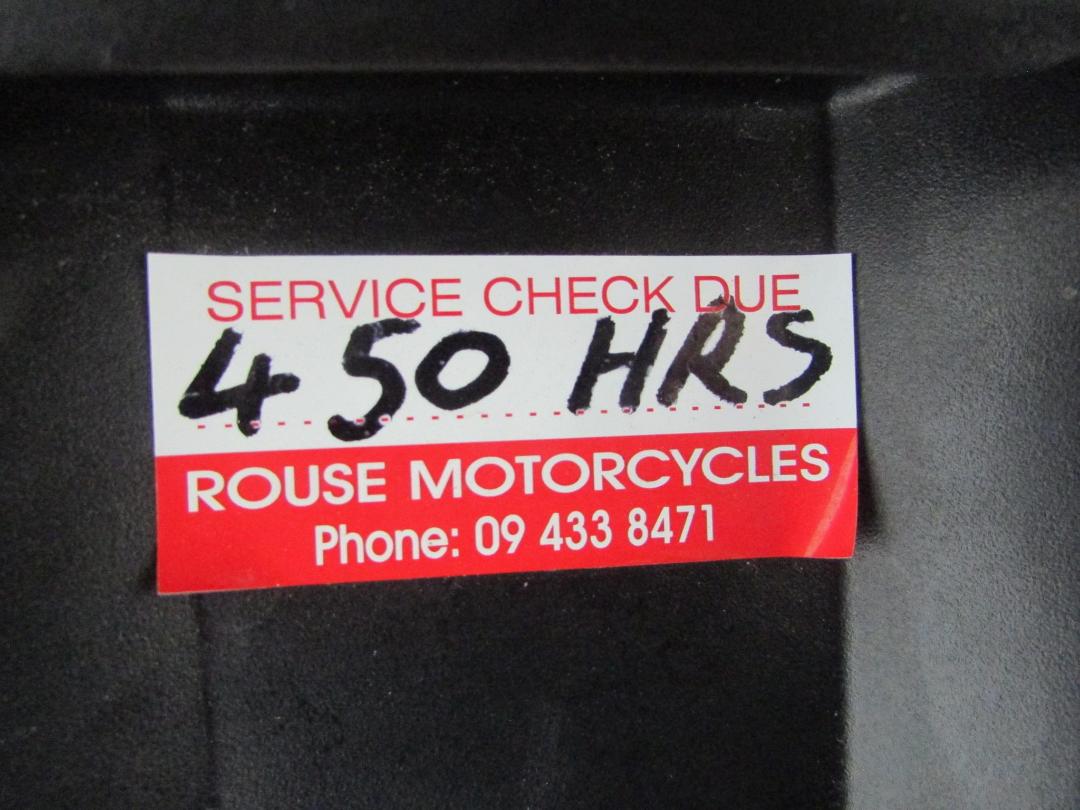 SERVICE CHECK DUE
450 HRS
ROUSE MOTORCYCLES
Phone: 09 433 8471